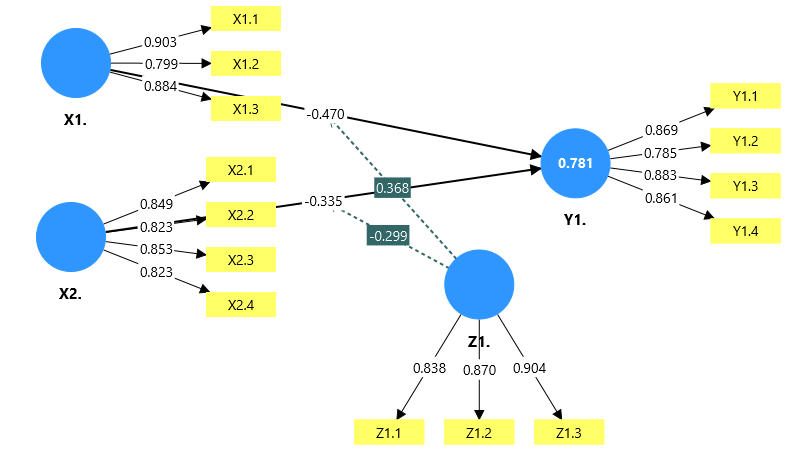 X1.1
0.903
X1.2
0.799
X1.3
0.884
X1.
-0.470
Y1.1
0.869
Y1.2
0.785
0.781
Y1.3
0.883
Y1.4
0.861
Y1.
X2.1
0.849
X2.2
0.823
X2.3
0.853
X2.4
0.823
X2.
-0.335
0.368
-0.299
Z1.
0.838
0.870
0.904
Z1.1
Z1.2
Z1.3